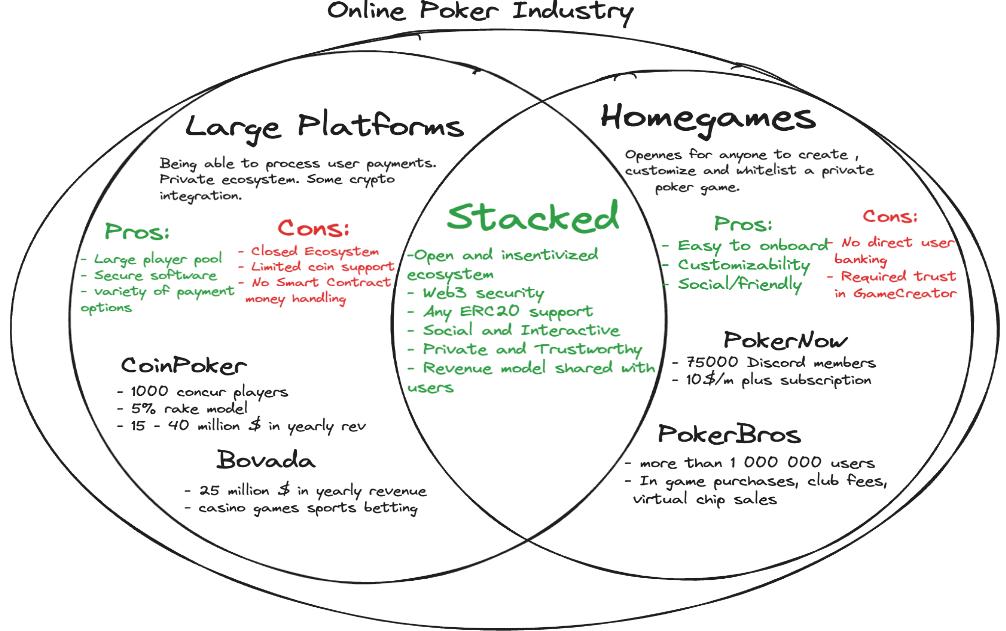 Online Poker Industry
Large Platforms
Being able to process user payments.
Private ecosystem. Some crypto
integration.
Pros:
- Large player pool
- Secure software
- variety of payment
options
Cons:
- Closed Ecosystem
- Limited coin support
- No Smart Contract
money handling
CoinPoker
- 1000 concur players
- 5% rake model
- 15 - 40 million $ in yearly rev
Bovada
- 25 million $ in yearly revenue
- casino games sports betting
Stacked
-Open and insentivized
ecosystem
- Web3 security
- Any ERC20 support
- Social and Interactive
- Private and Trustworthy
- Revenue model shared with
users
Homegames
Opennes for anyone to create ,
customize and whitelist a private
poker game.
Pros:
- Easy to onboard
- Customizability
- Social/friendly
Cons:
- No direct user
banking
- Required trust
in GameCreator
PokerNow
- 75000 Discord members
- 10$/m plus subscription
PokerBros
- more than 1 000 000 users
- In game purchases, club fees,
virtual chip sales